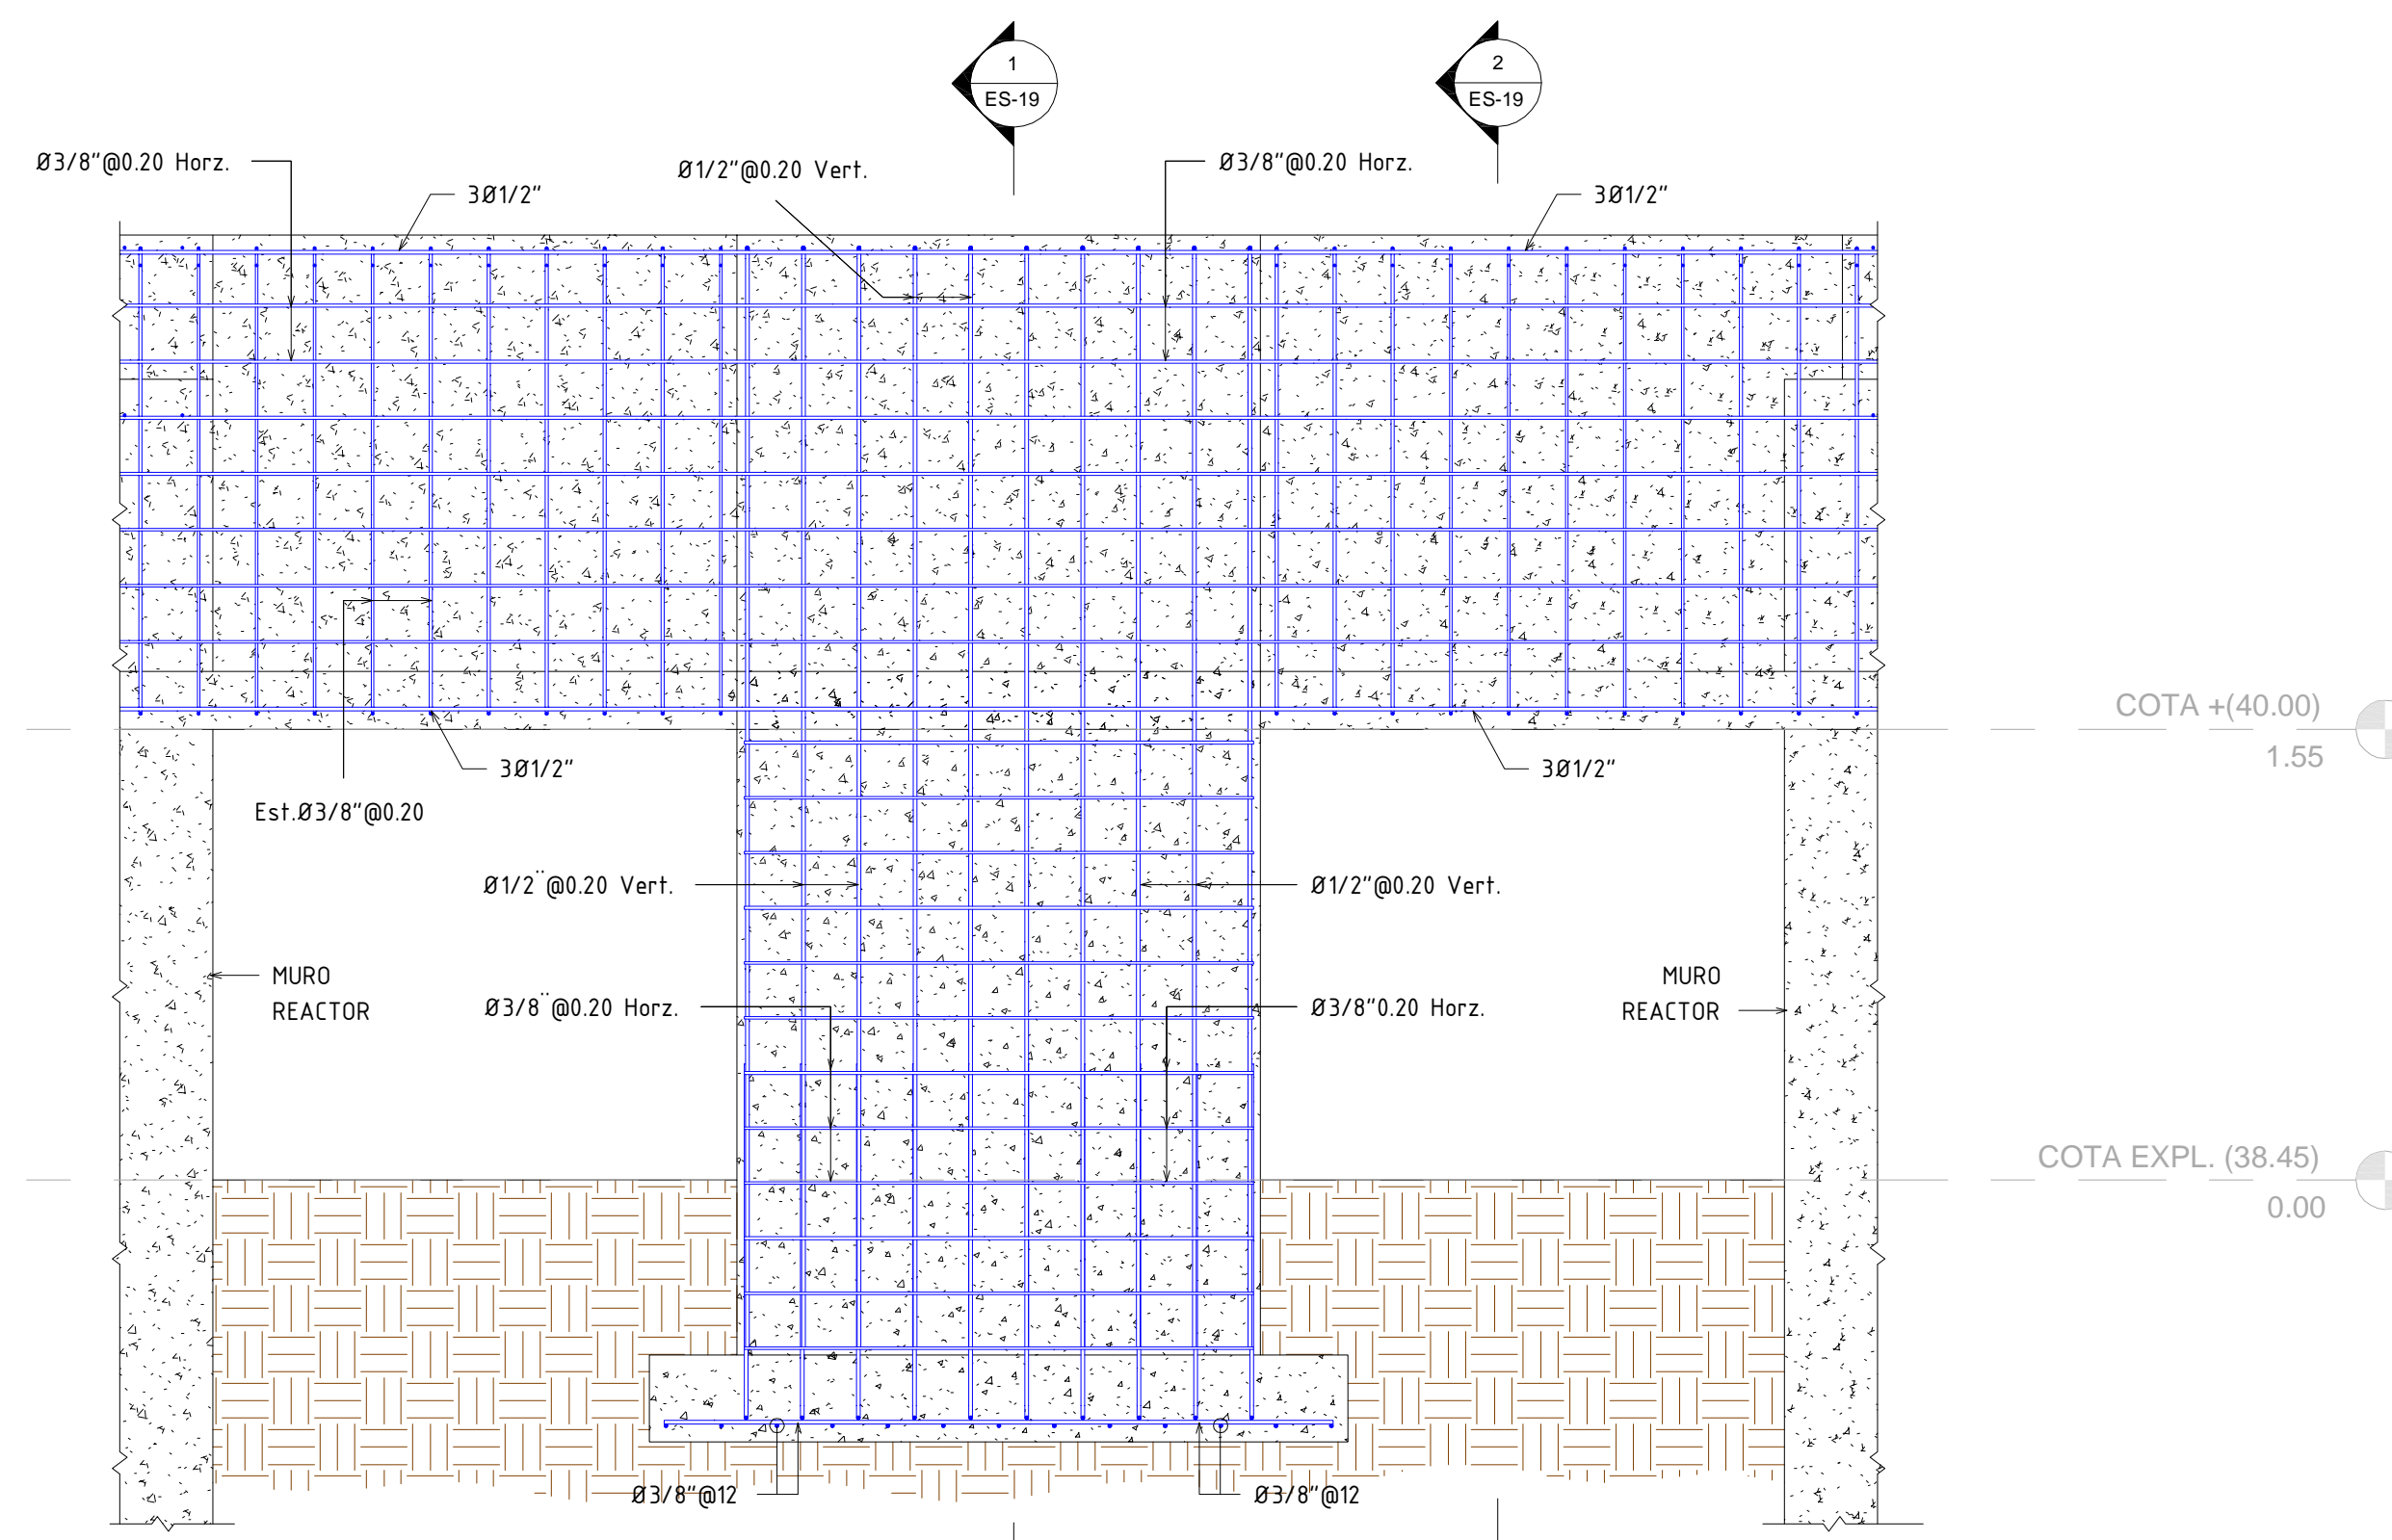 1
ES-19
2
ES-19
Ø3/8"@0.20 Horz.
3Ø1/2"
Ø1/2"@0.20 Vert.
Ø3/8"@0.20 Horz.
3Ø1/2"
COTA +(40.00)
1.55
3Ø1/2"
3Ø1/2"
Est.Ø3/8"@0.20
Ø1/2¨@0.20 Vert.
Ø1/2"@0.20 Vert.
MURO
REACTOR
Ø3/8¨@0.20 Horz.
Ø3/8"0.20 Horz.
MURO
REACTOR
COTA EXPL. (38.45)
0.00
Ø3/8"@12
Ø3/8"@12